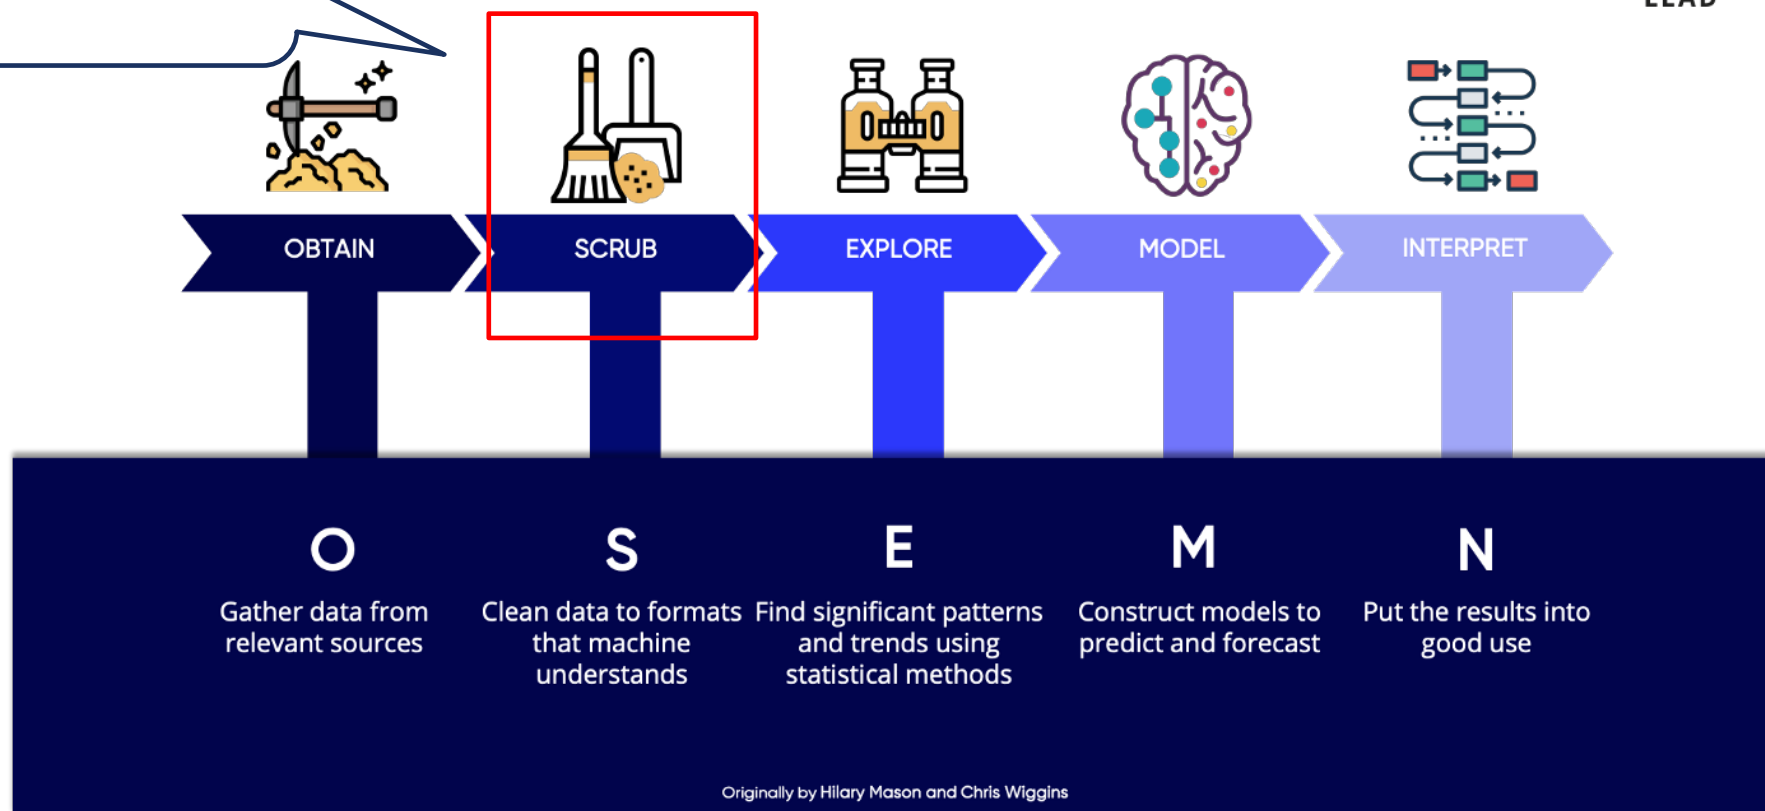 OBTAIN
SCRUB
EXPLORE
MODEL
INTERPRET
O
S
E
M
N
Gather data from
relevant sources
Clean data to formats
that machine
understands
Find significant patterns
and trends using
statistical methods
Construct models to
predict and forecast
Put the results into
good use
Originally by Hilary Mason and Chris Wiggins